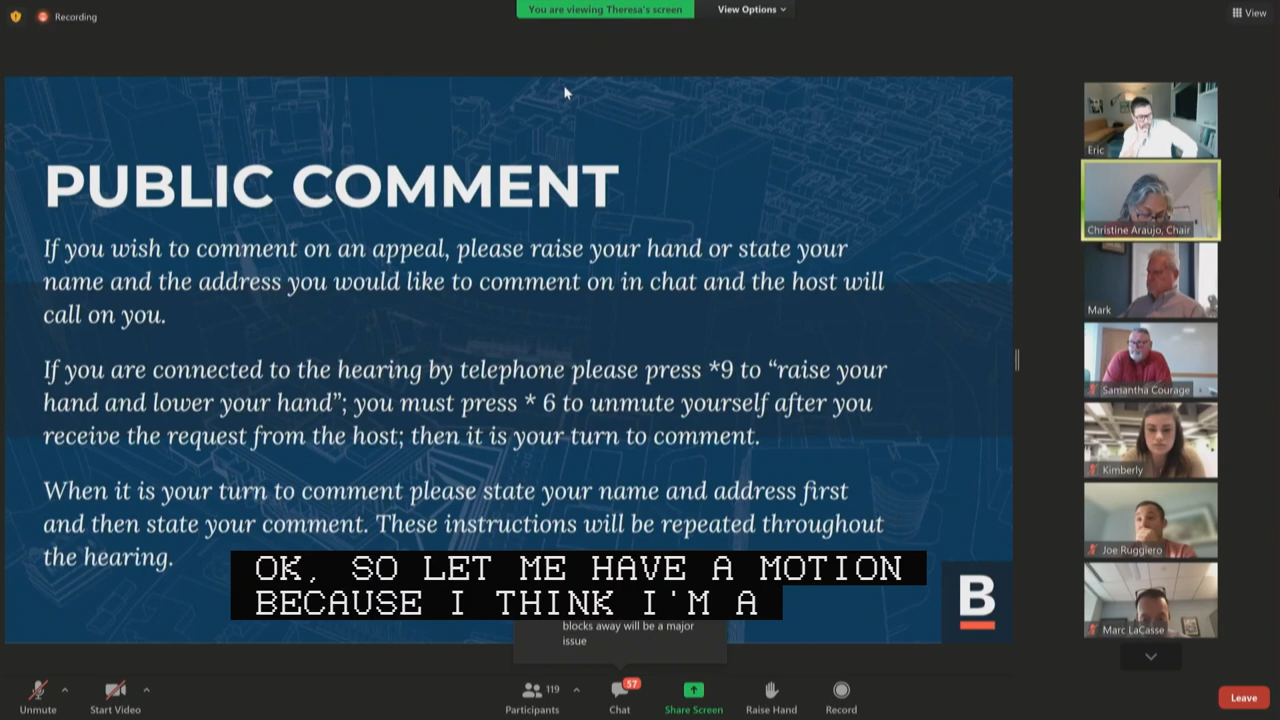 Recording
You are viewing Theresa's screen
View Options
View
PUBLIC COMMENT
If you wish to comment on an appeal, please raise your hand or state your
name and the address you would like to comment on in chat and the host will
call on you.
If you are connected to the hearing by telephone please press *9 to “raise your
hand and lower your hand”; you must press * 6 to unmute yourself after you
receive the request from the host; then it is your turn to comment.
When it is your turn to comment please state your name and address first
and then state your comment. These instructions will be repeated throughout
the hearing.
OK, SO LET ME HAVE A MOTION
BECAUSE I THINK I'M A
blocks away will be a major
issue
B
Eric
Christine Araujo, Chair
Mark
Samantha Courage
Kimberly
Joe Ruggiero
Marc LaCasse
Unmute
Start Video
119
Participants
57
Chat
Share Screen
Raise Hand
Record
Leave